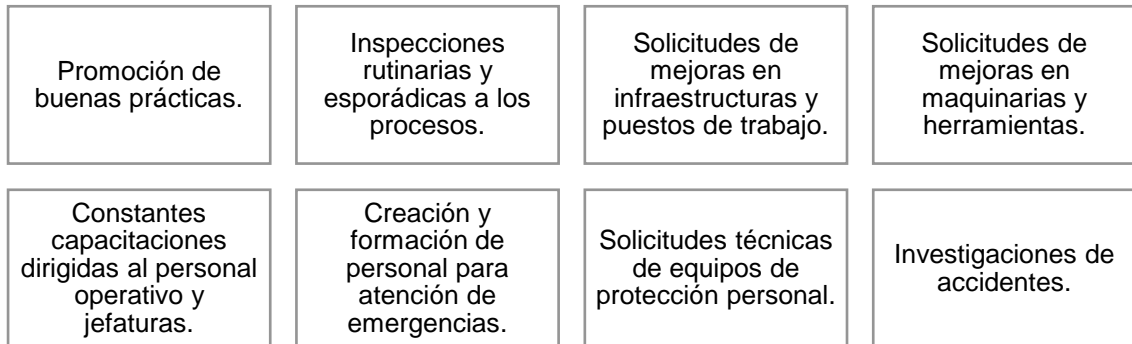 Promoción de
buenas prácticas.
Inspecciones
rutinarias y
esporádicas a los
procesos.
Solicitudes de
mejoras en
infraestructuras y
puestos de trabajo.
Solicitudes de
mejoras en
maquinarias y
herramientas.
Constantes
capacitaciones
dirigidas al personal
operativo y
jefaturas.
Creación y
formación de
personal para
atención de
emergencias.
Solicitudes técnicas
de equipos de
protección personal.
Investigaciones de
accidentes.